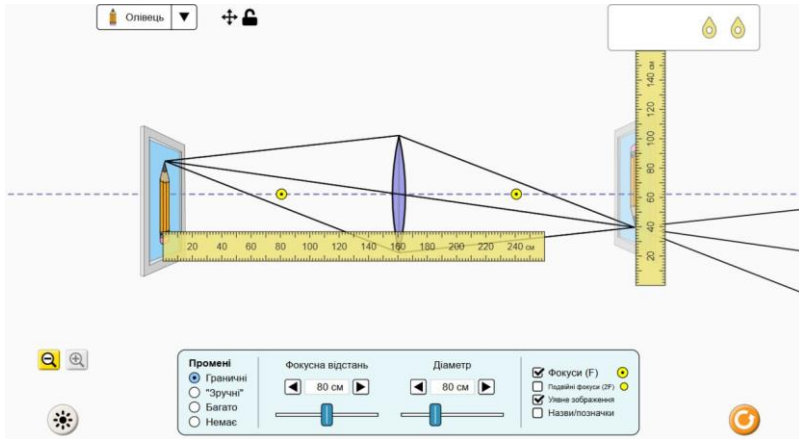 Олівець
140 см
120
100
80
60
40
20
20 40 60 80 100 120 140 160 180 200 220 240 см
Промені
Граничні
"Зручні"
Багато
Немає
Фокусна відстань
80 см
Діаметр
80 см
Фокуси (F)
Подвійні фокуси (2F)
Уявне зображення
Назви/позначки